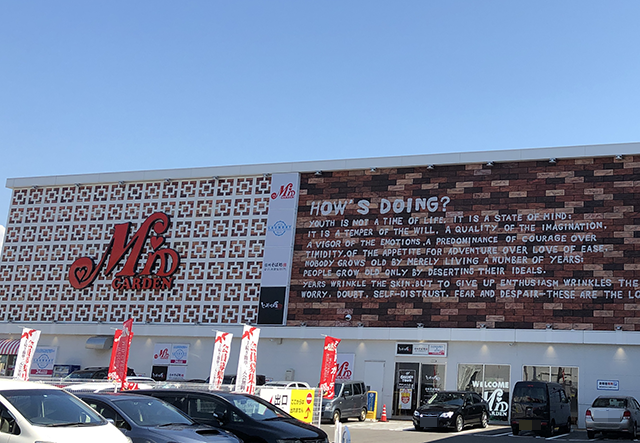 HOW'S DOING?
YOUTH IS NOT A TIME OF LIFE. IT IS A STATE OF MIND;
IT IS A TEMPER OF THE WILL, A QUALITY OF THE IMAGINATION,
A VIGOR OF THE EMOTIONS, A PREDOMINANCE OF COURAGE OVER
TIMIDITY, OF THE APPETITE FOR ADVENTURE OVER LOVE OF EASE.
NOBODY GROWS OLD BY MERELY LIVING A NUMBER OF YEARS;
PEOPLE GROW OLD ONLY BY DESERTING THEIR IDEALS.
YEARS WRINKLE THE SKIN, BUT TO GIVE UP ENTHUSIASM WRINKLES THE
WORRY, DOUBT, SELF-DISTRUST, FEAR AND DESPAIR—THESE ARE THE LO
MID
GARDEN
出口
WELCOME